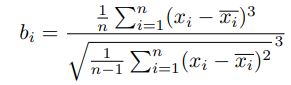 b_i = \frac{\frac{1}{n} \sum_{i=1}^{n} (x_i - \overline{x_i})^3}{\sqrt{\frac{1}{n-1} \sum_{i=1}^{n} (x_i - \overline{x_i})^2}^3}